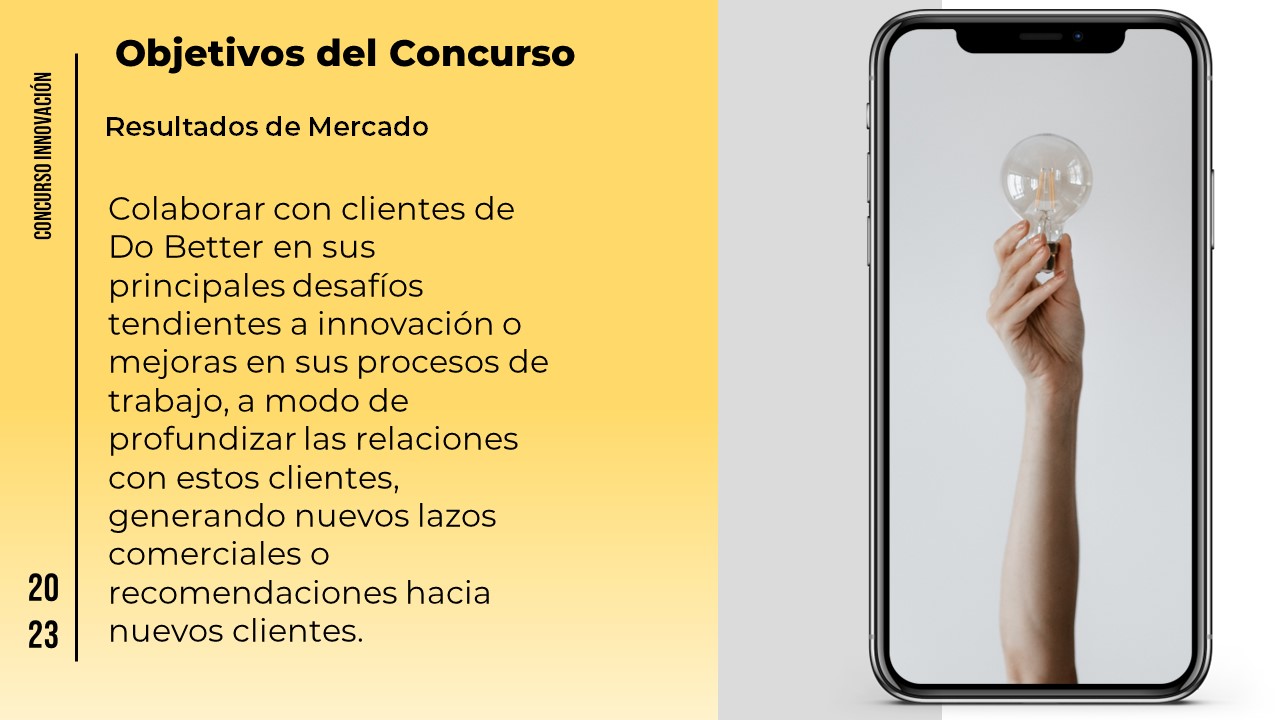 Objetivos del Concurso
CONCURSO INNOVACIÓN
Resultados de Mercado
Colaborar con clientes de
Do Better en sus
principales desafíos
tendientes a innovación o
mejoras en sus procesos de
trabajo, a modo de
profundizar las relaciones
con estos clientes,
generando nuevos lazos
comerciales o
recomendaciones hacia
nuevos clientes.
20
23